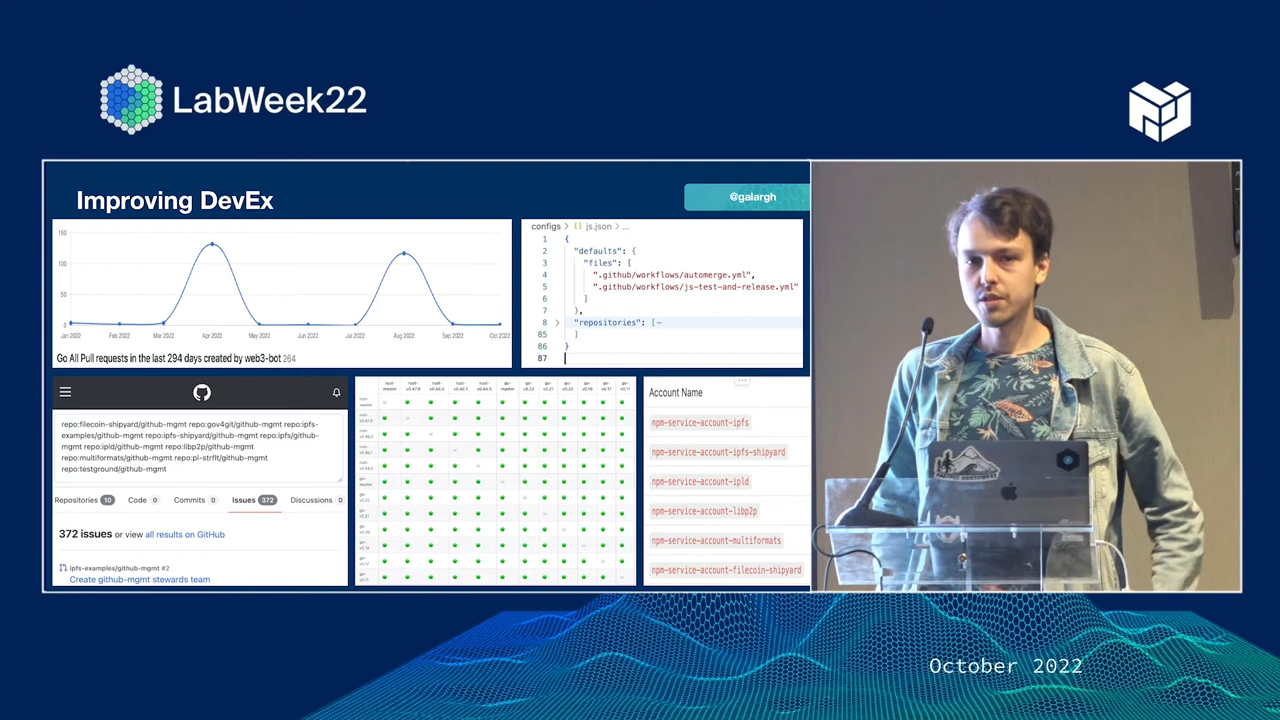 LabWeek22
Improving DevEx
@galargh
150
100
50
0
Jan 2022
Feb 2022
Mar 2022
Apr 2022
May 2022
Jun 2022
Jul 2022
Aug 2022
Sep 2022
Oct 2022
Go All Pull requests in the last 294 days created by web3-bot 264
configs > {} js.json > ...
1 {
2 "defaults": {
3 "files": [
4 ".github/workflows/automerge.yml",
5 ".github/workflows/js-test-and-release.yml"
6 ]
7 },
8 "repositories": [
85 ]
86 }
87
repo:filecoin-shipyard/github-mgmt repo:gov4git/github-mgmt repo:ipfs-
examples/github-mgmt repo:ipfs-shipyard/github-mgmt repo:ipfs/github-
mgmt repo:ipld/github-mgmt repo:libp2p/github-mgmt
repo:multiformats/github-mgmt repo:pl-strflt/github-mgmt
repo:testground/github-mgmt
Repositories 10 Code 0 Commits 0 Issues 372 Discussions 0
372 issues or view all results on GitHub
ipfs-examples/github-mgmt #2
Create github-mgmt stewards team
Account Name
npm-service-account-ipfs
npm-service-account-ipfs-shipyard
npm-service-account-ipld
npm-service-account-libp2p
npm-service-account-multiformats
npm-service-account-filecoin-shipyard
October 2022